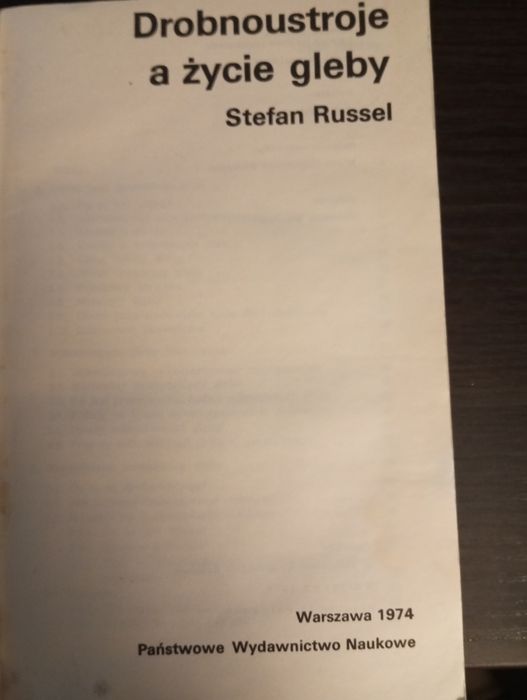 Drobnoustroje
a życie gleby
Stefan Russel
Warszawa 1974
Państwowe Wydawnictwo Naukowe